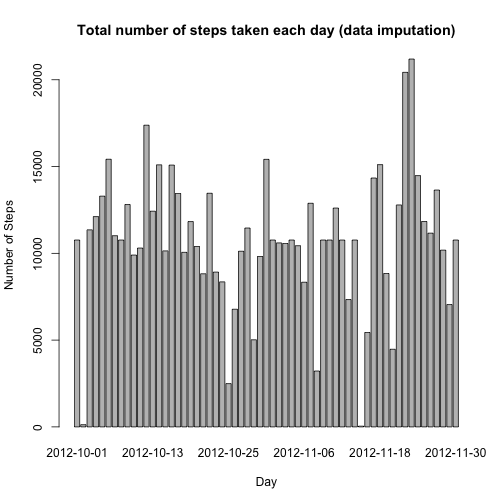 Total number of steps taken each day (data imputation)
Number of Steps
20000
15000
10000
5000
0
2012-10-01 2012-10-13 2012-10-25 2012-11-06 2012-11-18 2012-11-30
Day